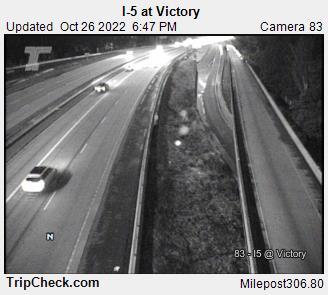 I-5 at Victory
Updated Oct 26 2022 6:47 PM Camera 83
T
N
83 - I5 @ Victory
TripCheck.com Milepost306.80